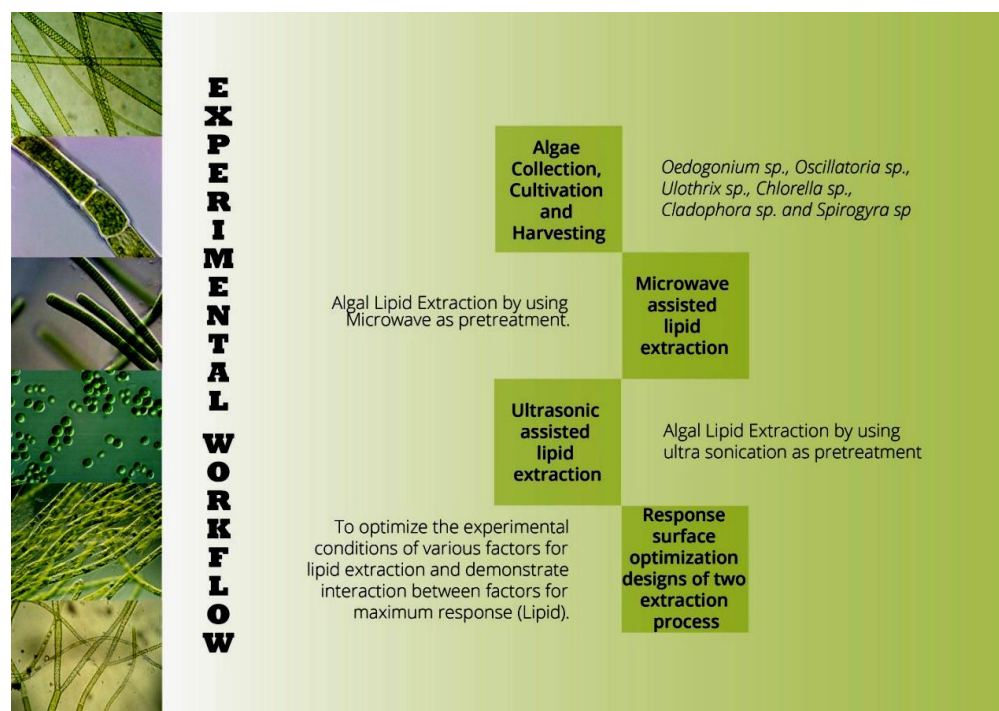 EXPERIMENTAL WORKFLOW
Algae
Collection,
Cultivation
and
Harvesting
Oedogonium sp., Oscillatoria sp.,
Ulothrix sp., Chlorella sp.,
Cladophora sp. and Spirogyra sp
Microwave
assisted
lipid
extraction
Algal Lipid Extraction by using
Microwave as pretreatment.
Ultrasonic
assisted
lipid
extraction
Algal Lipid Extraction by using
ultra sonication as pretreatment
Response
surface
optimization
designs of two
extraction
process
To optimize the experimental
conditions of various factors for
lipid extraction and demonstrate
interaction between factors for
maximum response (Lipid).